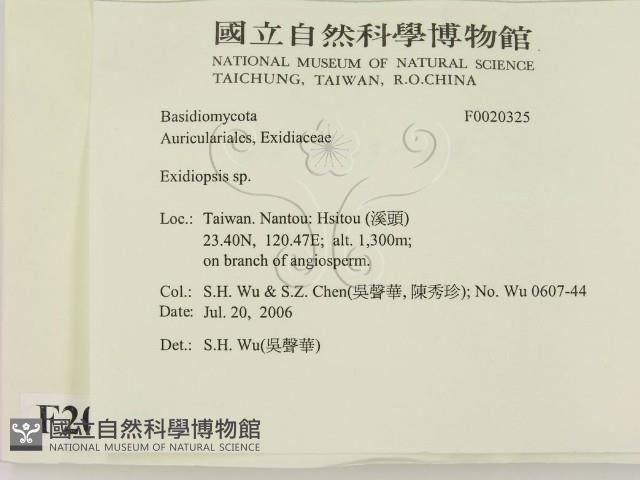 國立自然科學博物館
NATIONAL MUSEUM OF NATURAL SCIENCE
TAICHUNG, TAIWAN, R.O.CHINA
Basidiomycota F0020325
Auriculariales, Exidiaceae
Exidiopsis sp.
Loc.: Taiwan. Nantou: Hsitou (溪頭)
23.40N, 120.47E; alt. 1,300m;
on branch of angiosperm.
Col.: S.H. Wu & S.Z. Chen(吳聲華, 陳秀珍); No. Wu 0607-44
Date: Jul. 20, 2006
Det.: S.H. Wu(吳聲華)
國立自然科學博物館
NATIONAL MUSEUM OF NATURAL SCIENCE